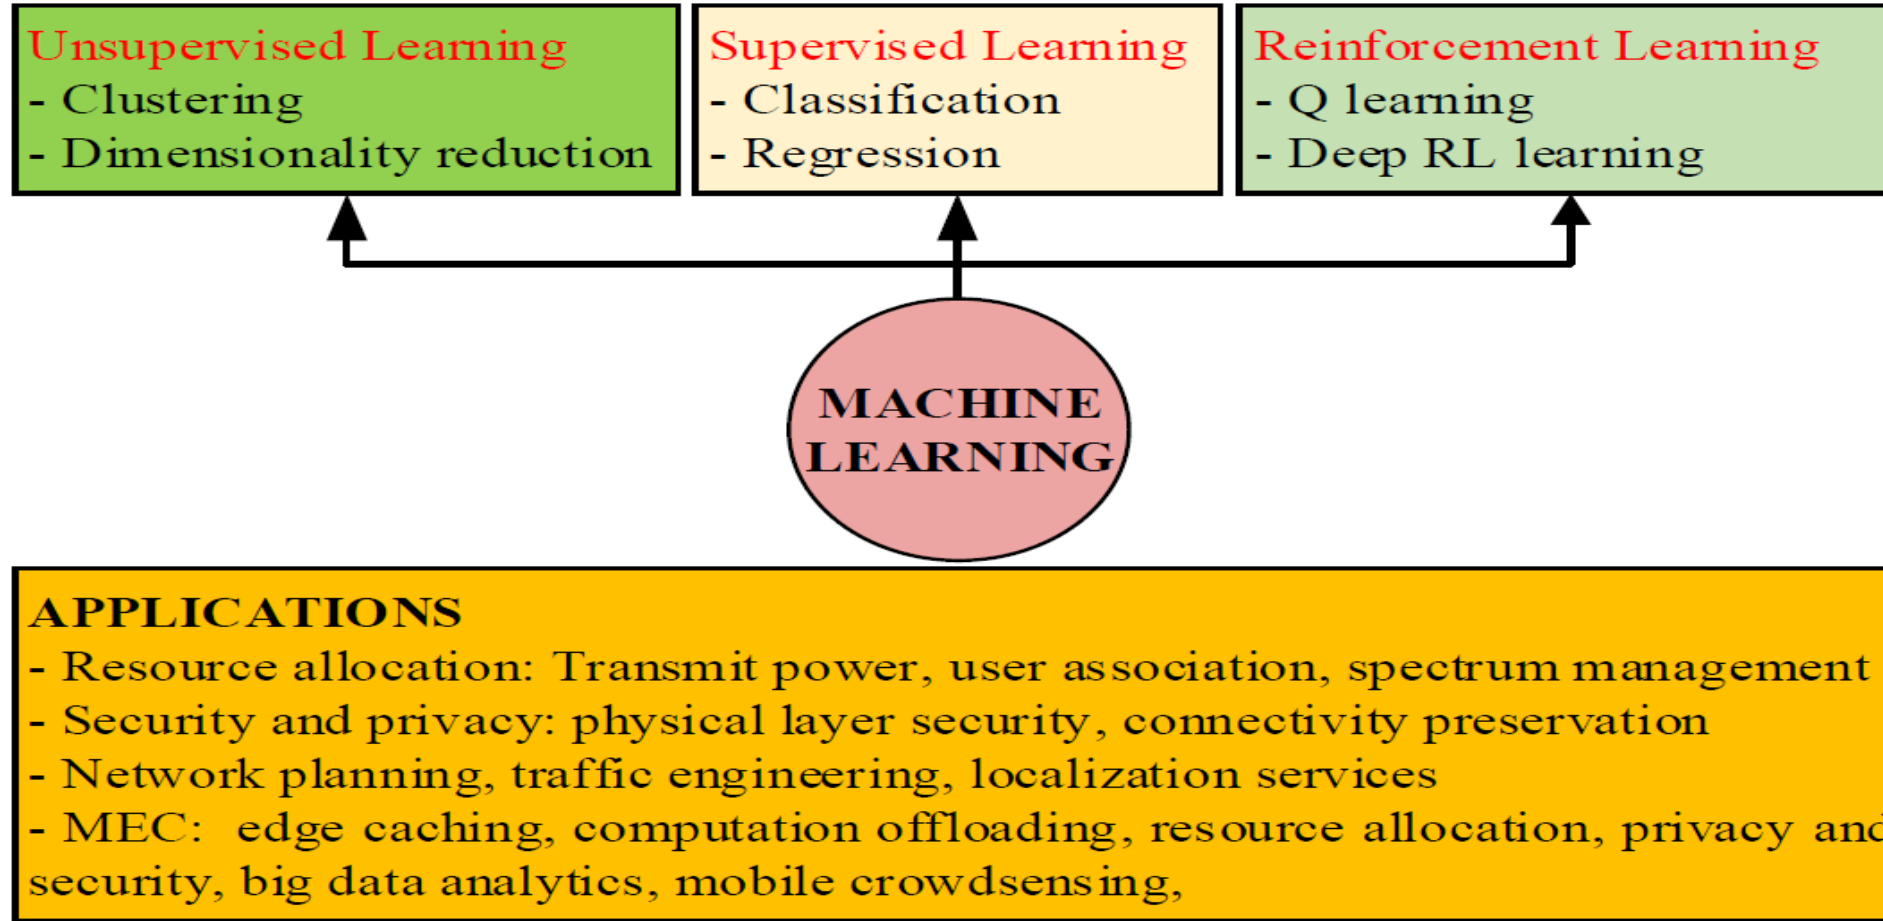 Unsupervised Learning
- Clustering
- Dimensionality reduction
Supervised Learning
- Classification
- Regression
Reinforcement Learning
- Q learning
- Deep RL learning
MACHINE
LEARNING
APPLICATIONS
- Resource allocation: Transmit power, user association, spectrum management
- Security and privacy: physical layer security, connectivity preservation
- Network planning, traffic engineering, localization services
- MEC:  edge caching, computation offloading, resource allocation, privacy and
security, big data analytics, mobile crowdsensing,